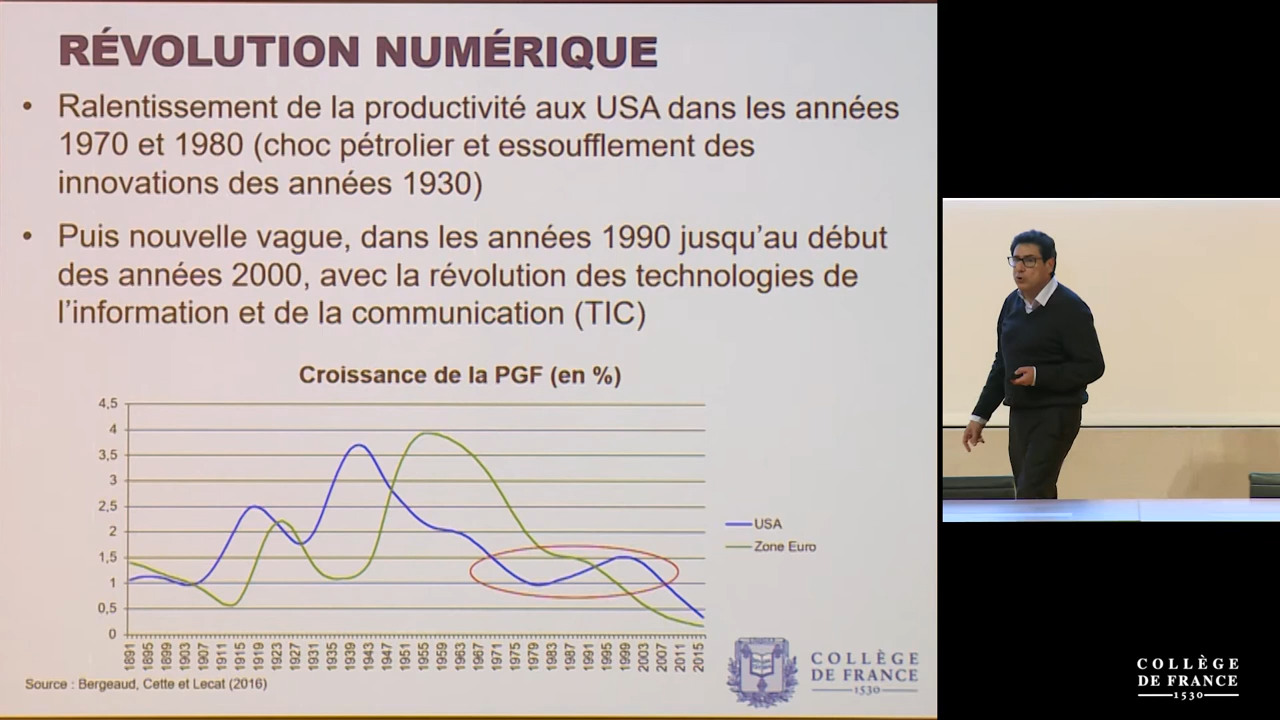 RÉVOLUTION NUMÉRIQUE
• Ralentissement de la productivité aux USA dans les années
1970 et 1980 (choc pétrolier et essoufflement des
innovations des années 1930)
• Puis nouvelle vague, dans les années 1990 jusqu'au début
des années 2000, avec la révolution des technologies de
l'information et de la communication (TIC)
Croissance de la PGF (en %)
4,5
4
3,5
3
2,5
2
1,5
1
0,5
0
USA
Zone Euro
1891 1895 1899 1903 1907 1911 1915 1919 1923 1927 1931 1935 1939 1943 1947 1951 1955 1959 1963 1967 1971 1975 1979 1983 1987 1991 1995 1999 2003 2007 2011 2015
Source : Bergeaud, Cette et Lecat (2016)
COLLÈGE
DE FRANCE
1530
COLLÈGE
DE FRANCE
1530